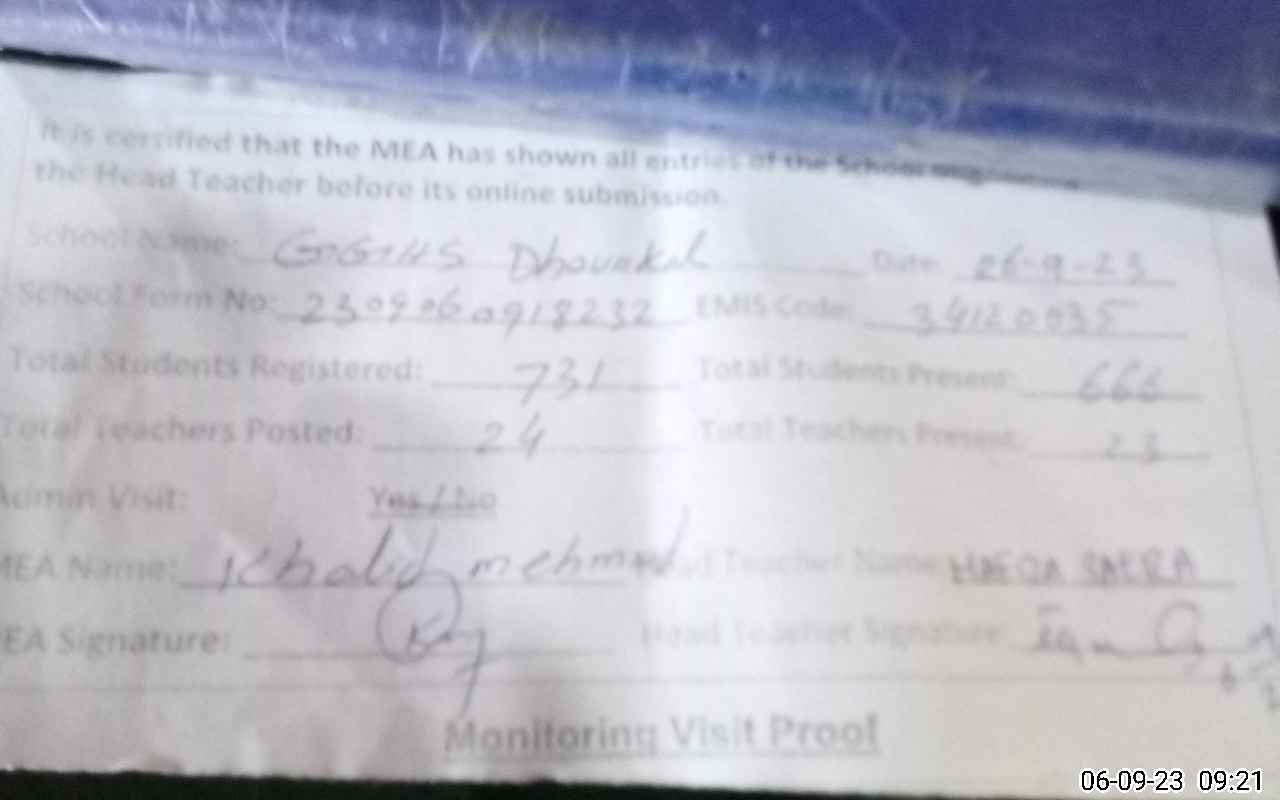 It is certified that the MEA has shown all entries of the School
the Head Teacher before its online submission.
School Name: GGHS Dhounkal Date: 06-9-23
School Form No: EMIS Code: 34120035
Total Students Registered: 731 Total Students Present: 666
Total Teachers Posted: 24 Total Teachers Present: 23
Admin Visit: Yes / No
MEA Name: Khalid mehmod Head Teacher Name: SAERA
MEA Signature: Head Teacher Signature:
Monitoring Visit Proof
06-09-23 09:21